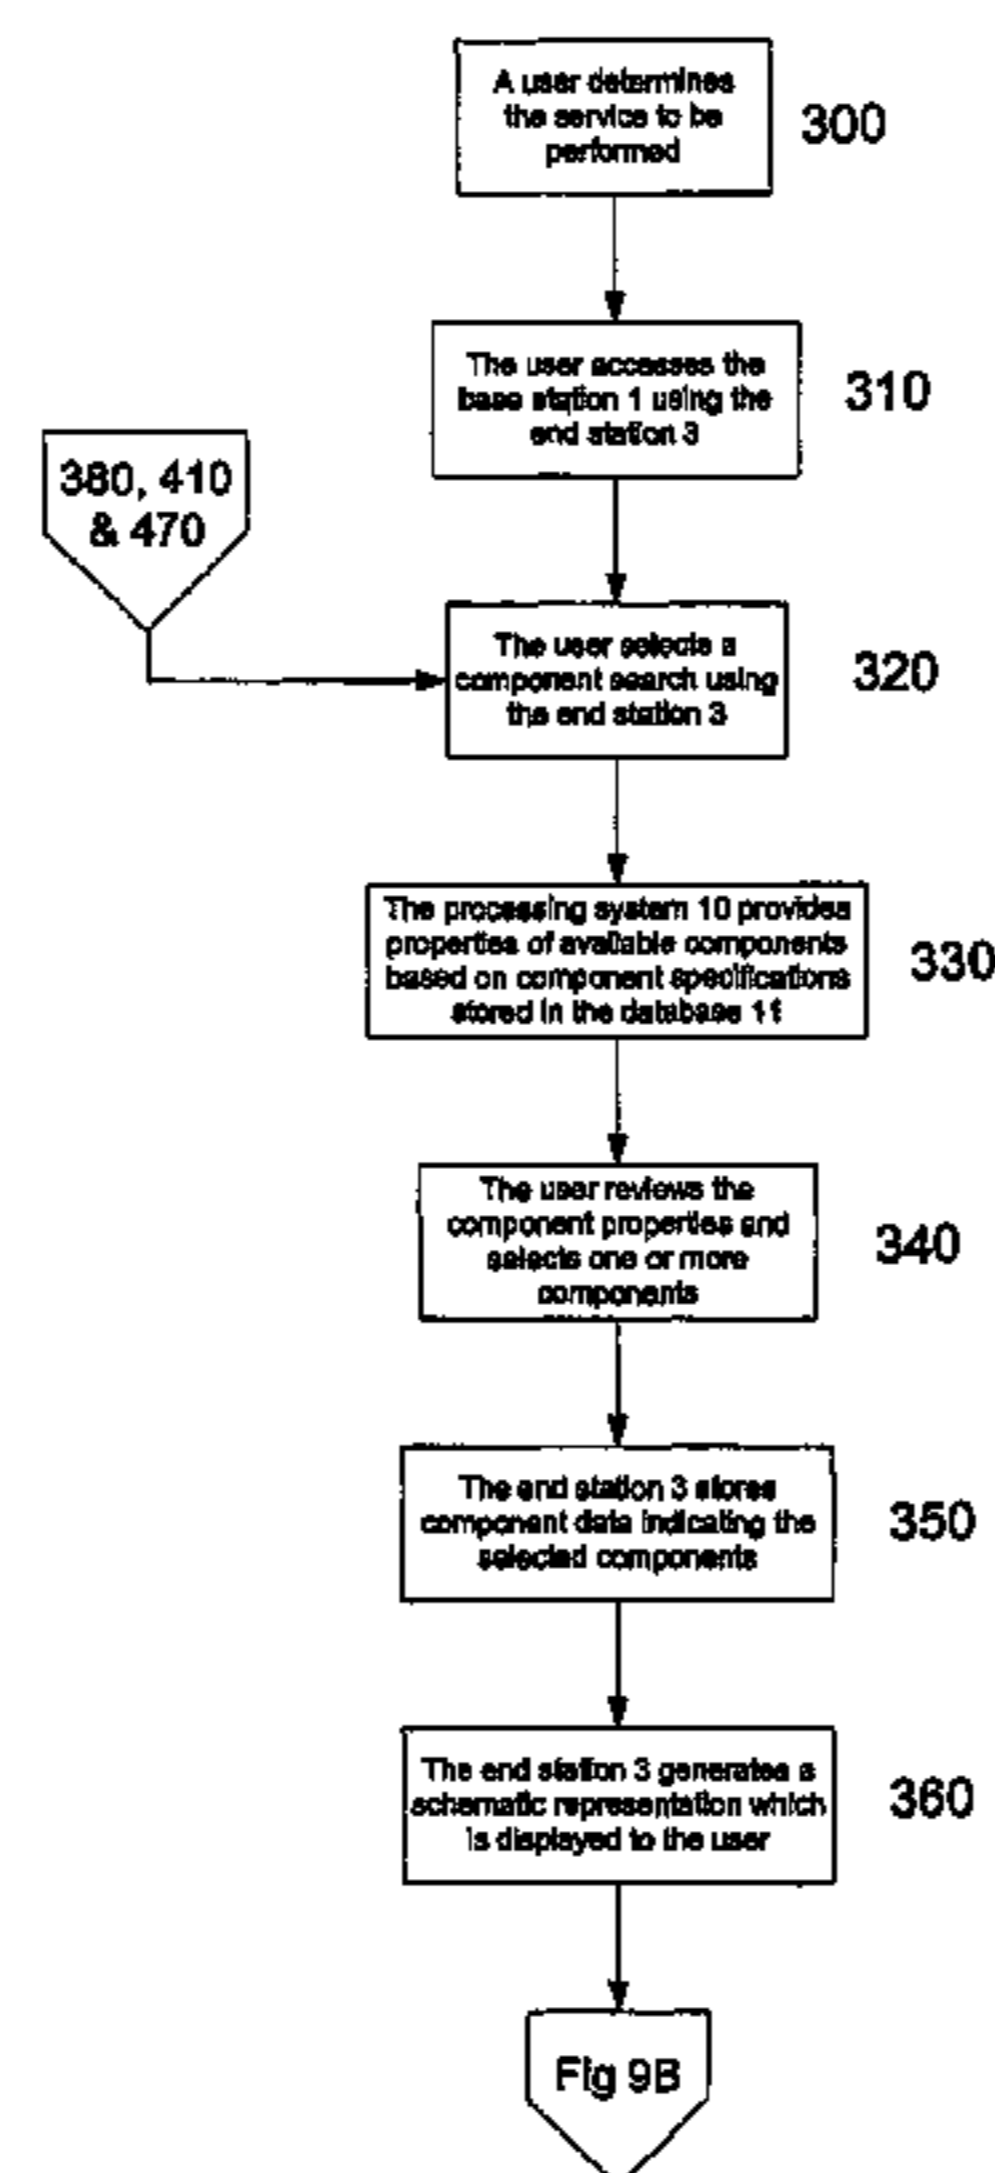 A user determines
the service to be
performed
300
The user accesses the
base station 1 using the
end station 3
310
380, 410
& 470
The user selects a
component search using
the end station 3
320
The processing system 10 provides
properties of available components
based on component specifications
stored in the database 11
330
The user reviews the
component properties and
selects one or more
components
340
The end station 3 stores
component data indicating the
selected components
350
The end station 3 generates a
schematic representation which
is displayed to the user
360
Fig 9B